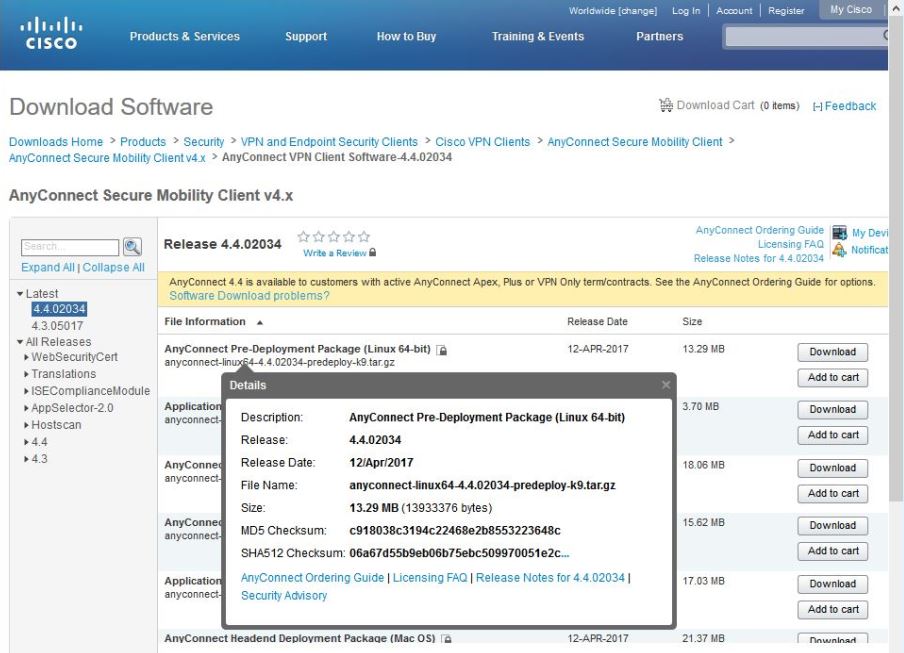 Worldwide [change] Log In Account Register My Cisco
CISCO
Products & Services Support How to Buy Training & Events Partners
Download Software
Download Cart (0 items) [-] Feedback
Downloads Home > Products > Security > VPN and Endpoint Security Clients > Cisco VPN Clients > AnyConnect Secure Mobility Client >
AnyConnect Secure Mobility Client v4.x > AnyConnect VPN Client Software-4.4.02034
AnyConnect Secure Mobility Client v4.x
Search...
Expand All | Collapse All
Latest
4.4.02034
4.3.05017
All Releases
WebSecurityCert
Translations
ISEComplianceModule
AppSelector-2.0
Hostscan
4.4
4.3
Release 4.4.02034
Write a Review
AnyConnect Ordering Guide
Licensing FAQ
Release Notes for 4.4.02034
My Devi
Notificat
AnyConnect 4.4 is available to customers with active AnyConnect Apex, Plus or VPN Only term/contracts. See the AnyConnect Ordering Guide for options.
Software Download problems?
File Information Release Date Size
AnyConnect Pre-Deployment Package (Linux 64-bit) 12-APR-2017 13.29 MB Download
anyconnect-linux64-4.4.02034-predeploy-k9.tar.gz
Add to cart
Application 3.70 MB Download
anyconnect-
Add to cart
AnyConnec 18.06 MB Download
anyconnect-
Add to cart
AnyConnec 15.62 MB Download
anyconnect-
Add to cart
Application 17.03 MB Download
anyconnect-
Add to cart
AnyConnect Headend Deployment Package (Mac OS) 12-APR-2017 21.37 MB Download
Details
Description: AnyConnect Pre-Deployment Package (Linux 64-bit)
Release: 4.4.02034
Release Date: 12/Apr/2017
File Name: anyconnect-linux64-4.4.02034-predeploy-k9.tar.gz
Size: 13.29 MB (13933376 bytes)
MD5 Checksum: c918038c3194c22468e2b8553223648c
SHA512 Checksum: 06a67d55b9eb06b75ebc509970051e2c...
AnyConnect Ordering Guide | Licensing FAQ | Release Notes for 4.4.02034 |
Security Advisory